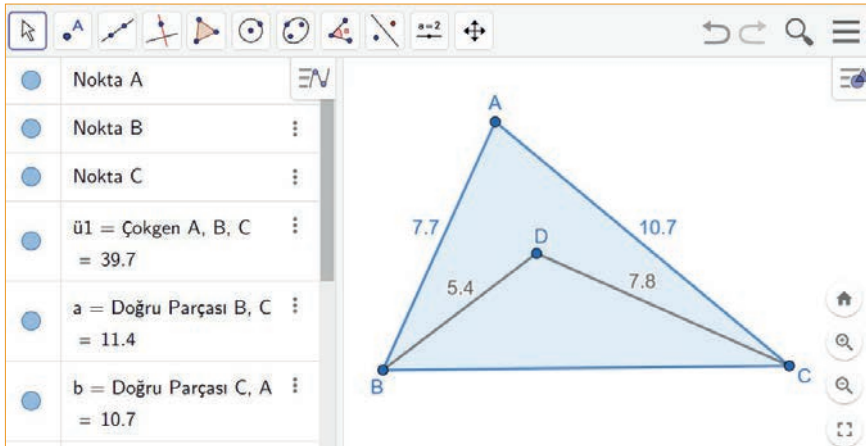 A
a=2
Nokta A
Nokta B
Nokta C
ü1 = Çokgen A, B, C
= 39.7
a = Doğru Parçası B, C
= 11.4
b = Doğru Parçası C, A
= 10.7
A
7.7
10.7
D
5.4
7.8
B
C